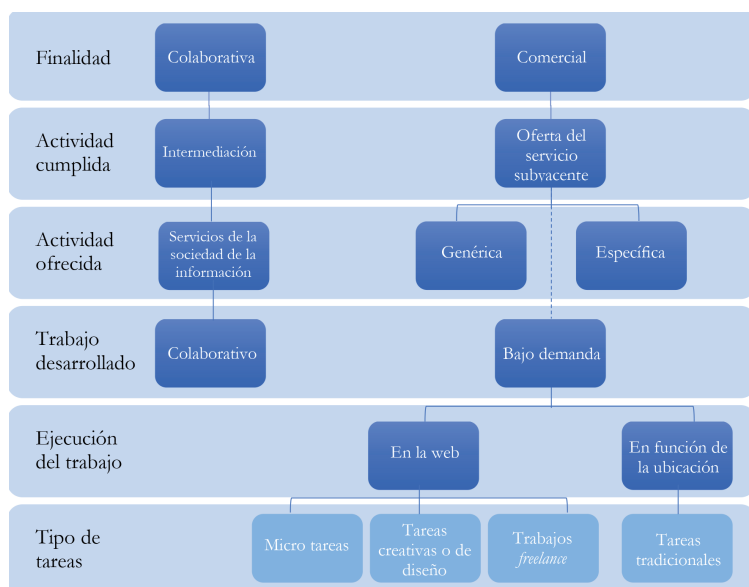 Finalidad
Colaborativa
Comercial
Actividad
cumplida
Intermediación
Oferta del
servicio
subvacente
Actividad
ofrecida
Servicios de la
sociedad de la
información
Genérica
Específica
Trabajo
desarrollado
Colaborativo
Bajo demanda
Ejecución
del trabajo
En la web
En función de
la ubicación
Tipo de
tareas
Micro tareas
Tareas
creativas o de
diseño
Trabajos
freelance
Tareas
tradicionales